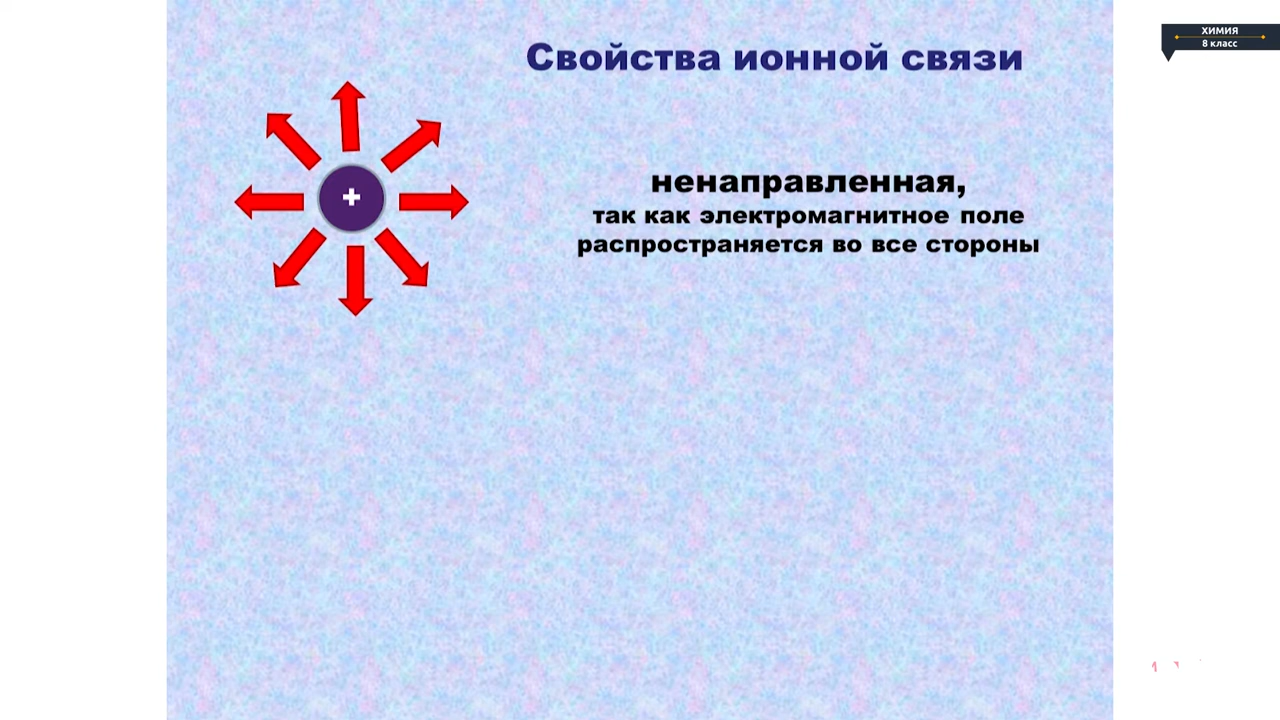 Свойства ионной связи
ХИМИЯ
8 класс
+
ненаправленная,
так как электромагнитное поле
распространяется во все стороны